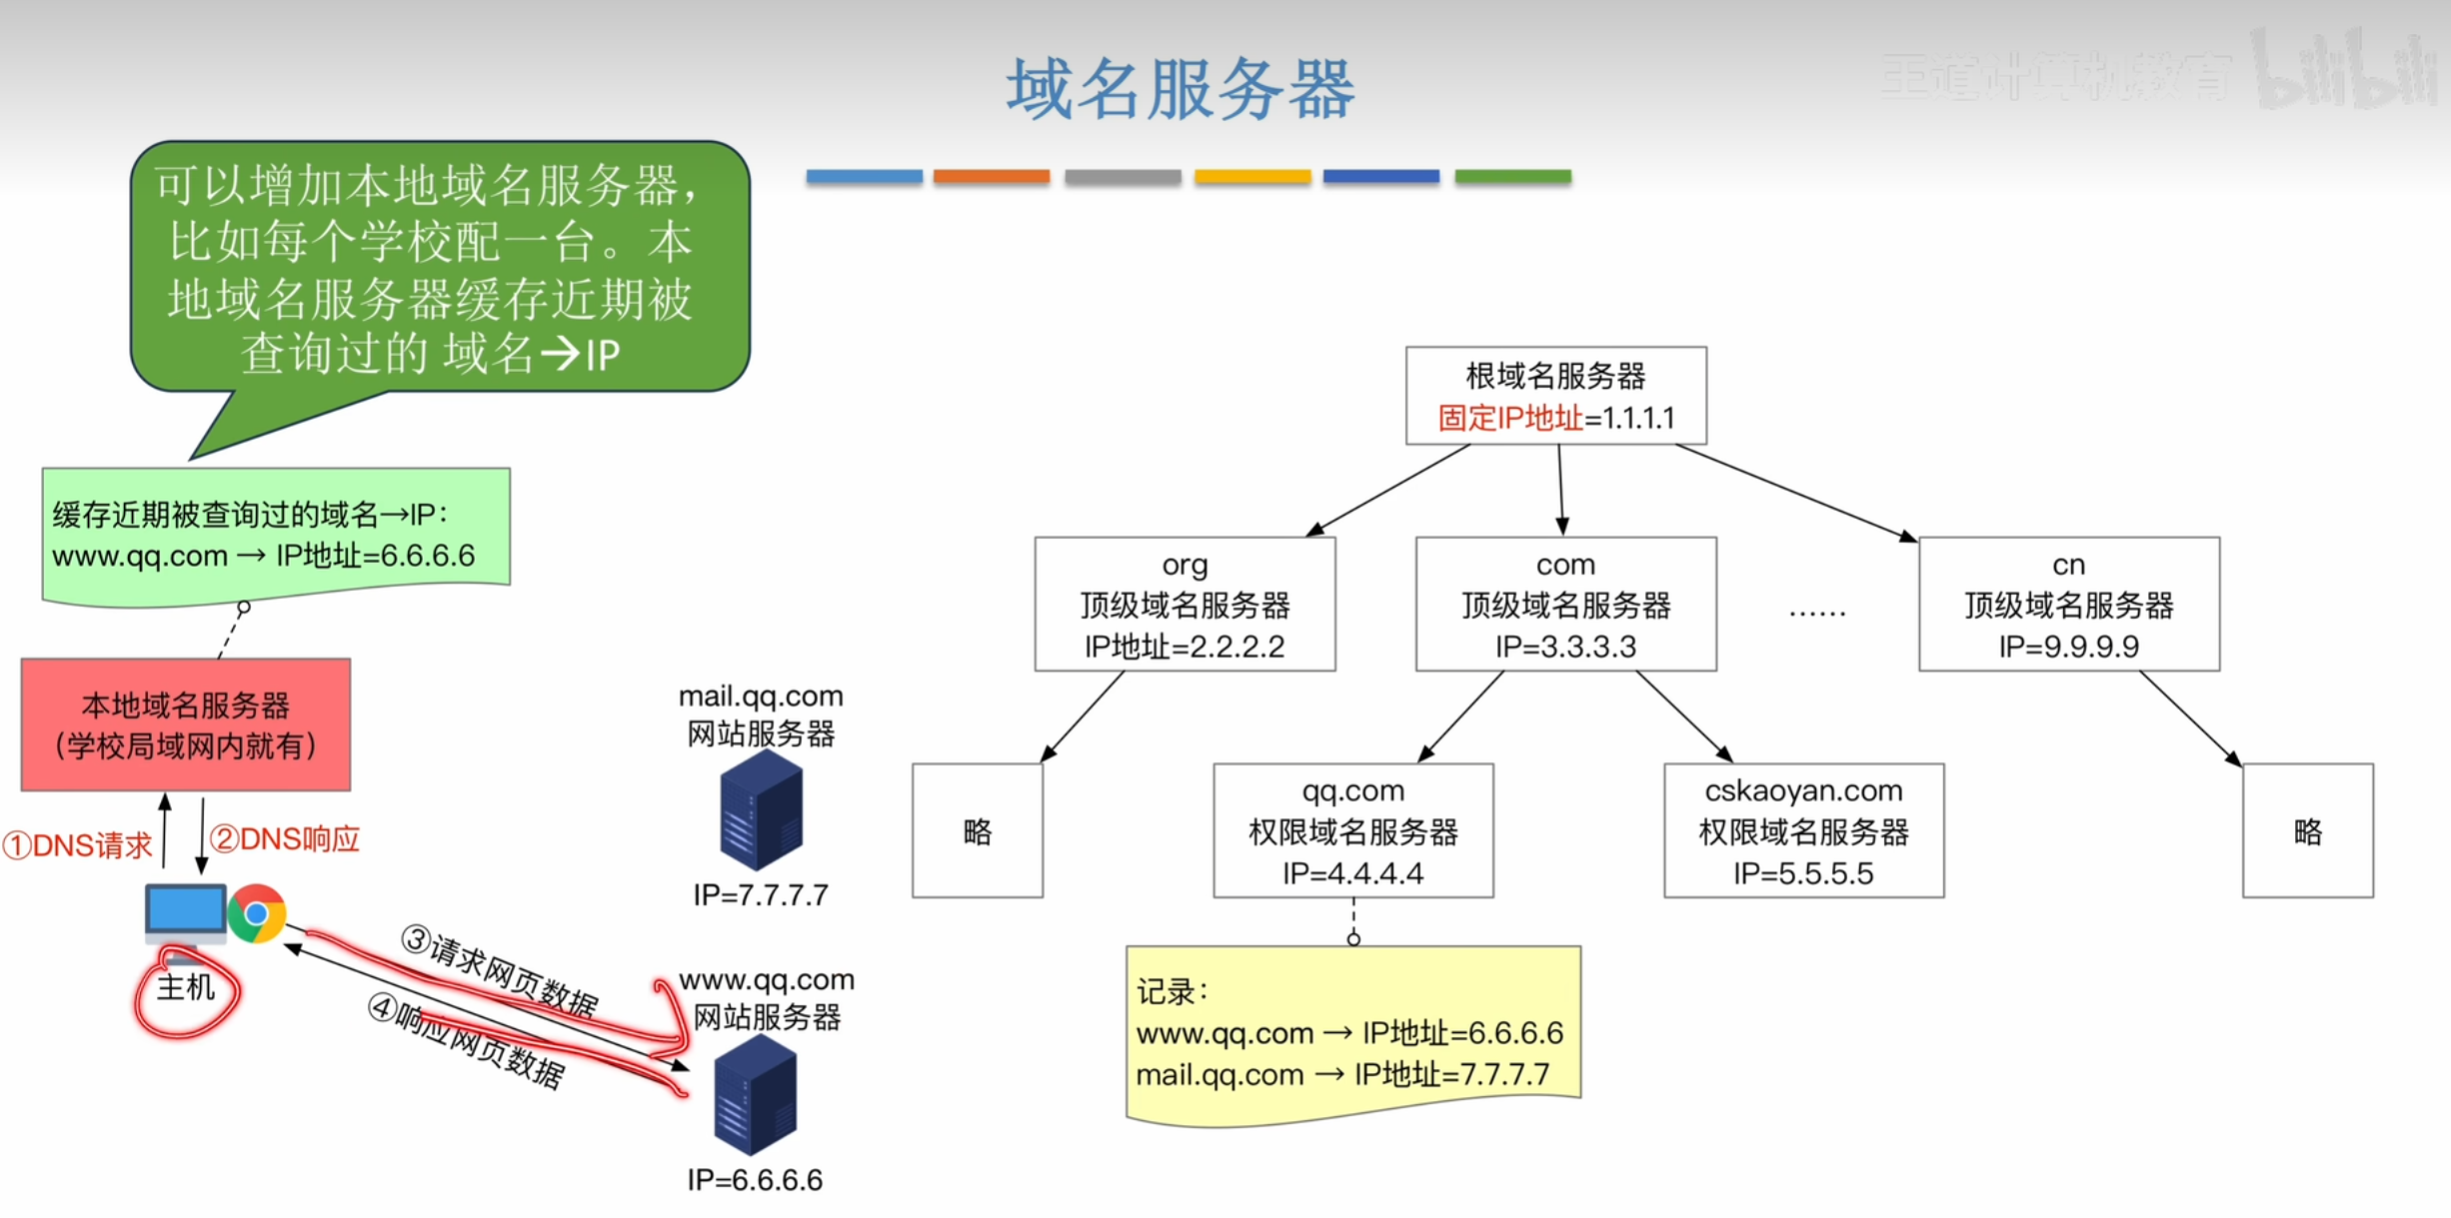 域名服务器
王道计算机教育
bilibili
可以增加本地域名服务器，
比如每个学校配一台。本
地域名服务器缓存近期被
查询过的 域名→IP
缓存近期被查询过的域名→IP：
www.qq.com → IP地址=6.6.6.6
本地域名服务器
（学校局域网内就有）
①DNS请求
②DNS响应
主机
③请求网页数据
④响应网页数据
mail.qq.com
网站服务器
IP=7.7.7.7
www.qq.com
网站服务器
IP=6.6.6.6
根域名服务器
固定IP地址=1.1.1.1
org
顶级域名服务器
IP地址=2.2.2.2
com
顶级域名服务器
IP=3.3.3.3
......
cn
顶级域名服务器
IP=9.9.9.9
略
qq.com
权限域名服务器
IP=4.4.4.4
cskaoyan.com
权限域名服务器
IP=5.5.5.5
略
记录：
www.qq.com → IP地址=6.6.6.6
mail.qq.com → IP地址=7.7.7.7